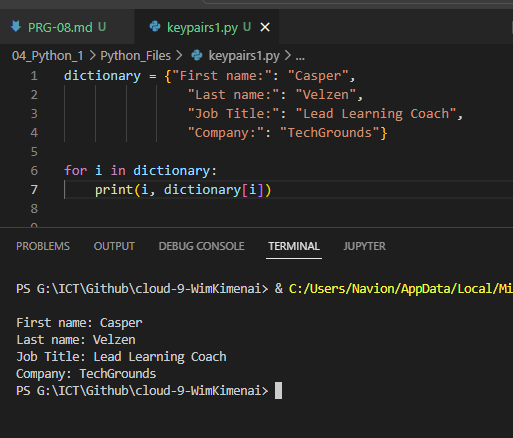 PRG-08.md U keypairs1.py U
04_Python_1 > Python_Files > keypairs1.py > ...
1 dictionary = {"First name:": "Casper",
2 "Last name:": "Velzen",
3 "Job Title:": "Lead Learning Coach",
4 "Company:": "TechGrounds"}
5
6 for i in dictionary:
7 print(i, dictionary[i])
8
9
PROBLEMS OUTPUT DEBUG CONSOLE TERMINAL JUPYTER
PS G:\ICT\Github\cloud-9-WimKimenai> & C:/Users/Navion/AppData/Local/Mi
First name: Casper
Last name: Velzen
Job Title: Lead Learning Coach
Company: TechGrounds
PS G:\ICT\Github\cloud-9-WimKimenai>